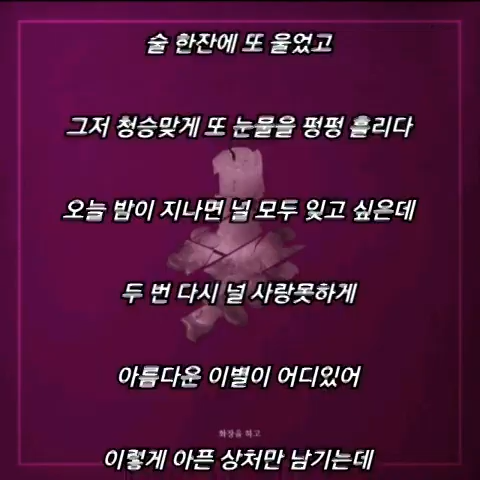 술 한잔에 또 울었고
그저 청승맞게 또 눈물을 펑펑 흘리다
오늘 밤이 지나면 널 모두 잊고 싶은데
두 번 다시 널 사랑못하게
아름다운 이별이 어디있어
화장을 하고
이렇게 아픈 상처만 남기는데